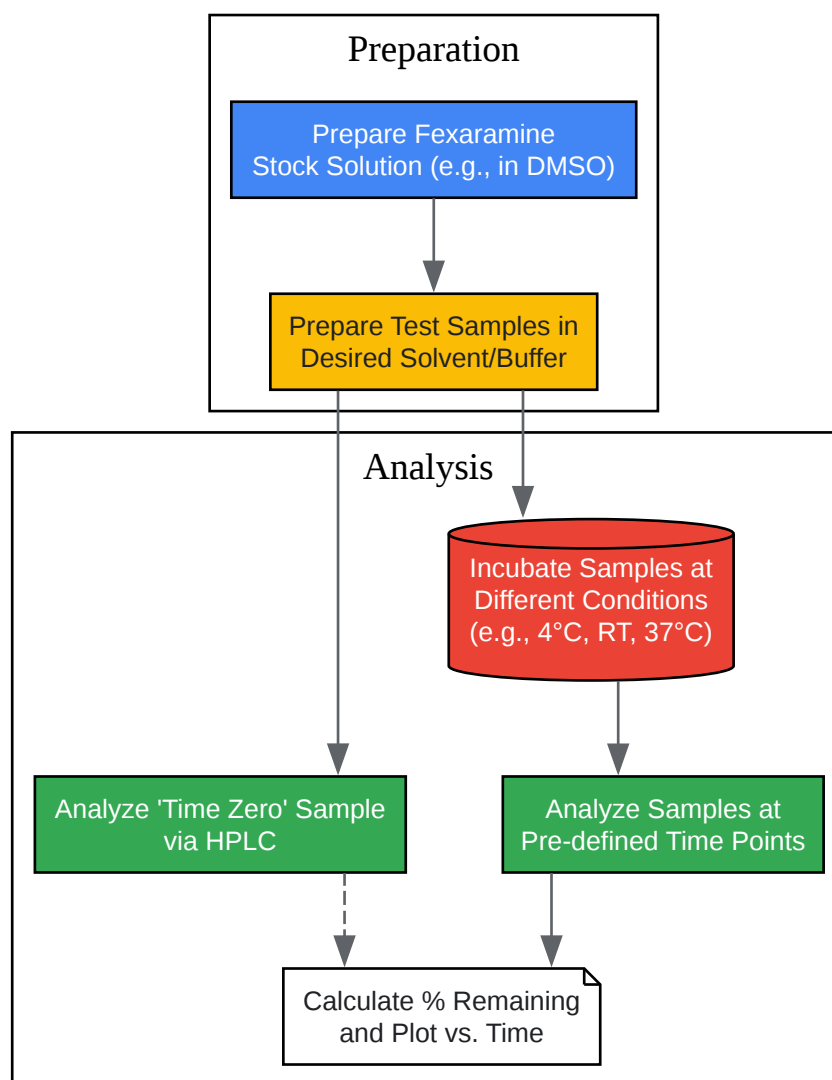 Preparation
Prepare Fexaramine
Stock Solution (e.g., in DMSO)
Prepare Test Samples in
Desired Solvent/Buffer
Analysis
Incubate Samples at
Different Conditions
(e.g., 4°C, RT, 37°C)
Analyze 'Time Zero' Sample
via HPLC
Analyze Samples at
Pre-defined Time Points
Calculate % Remaining
and Plot vs. Time